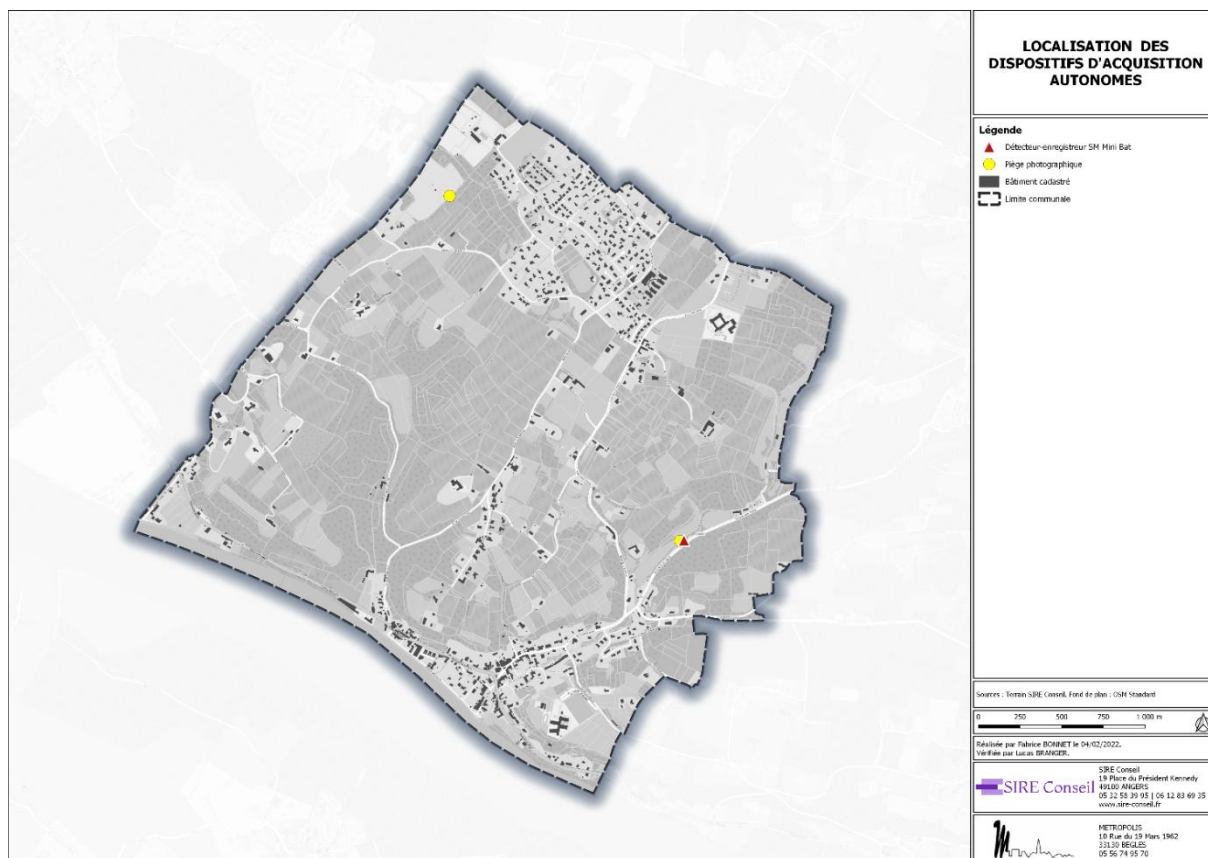 LOCALISATION DES
DISPOSITIFS D'ACQUISITION
AUTONOMES
Légende
Détecteur-enregistreur SM Mini Bat
Piège photographique
Bâtiment cadastré
Limite communale
Sources : Terrain SIRE Conseil. Fond de plan : OSM Standard
0 250 500 750 1 000 m
Réalisée par Fabrice BONNET le 04/02/2022.
Vérifiée par Lucas BRANGER.
SIRE Conseil
SIRE Conseil
19 Place du Président Kennedy
49100 ANGERS
05 32 58 39 95 | 06 12 83 69 35
www.sire-conseil.fr
METROPOLIS
10 Rue du 19 Mars 1962
33130 BEGLES
05 56 74 95 70